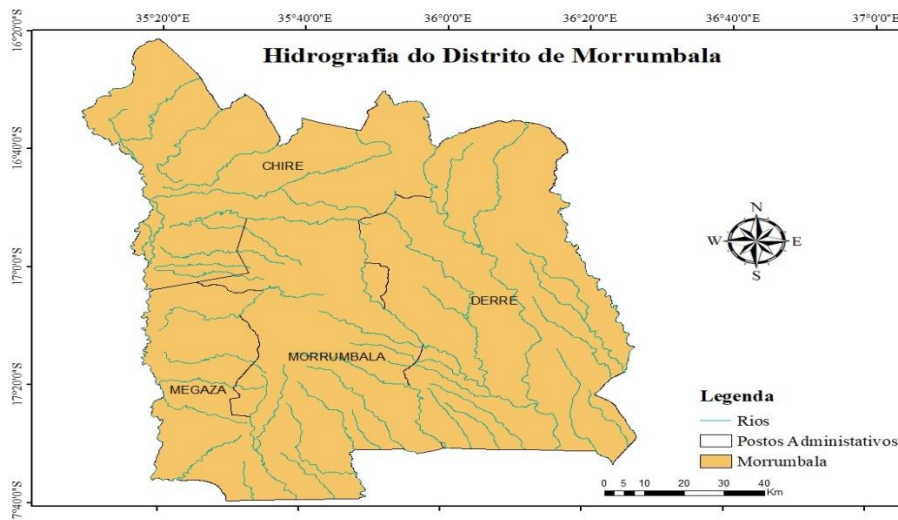 35°20'0"E 35°40'0"E 36°0'0"E 36°20'0"E 36°40'0"E 37°0'0"E
16°20'0"S
Hidrografia do Distrito de Morrumbala
16°40'0"S
CHIRE
N
W E
S
17°0'0"S
DERRE
MORRUMBALA
17°20'0"S
MEGAZA
Legenda
Rios
Postos Administativos
Morrumbala
0 5 10 20 30 40
Km
7°40'0"S